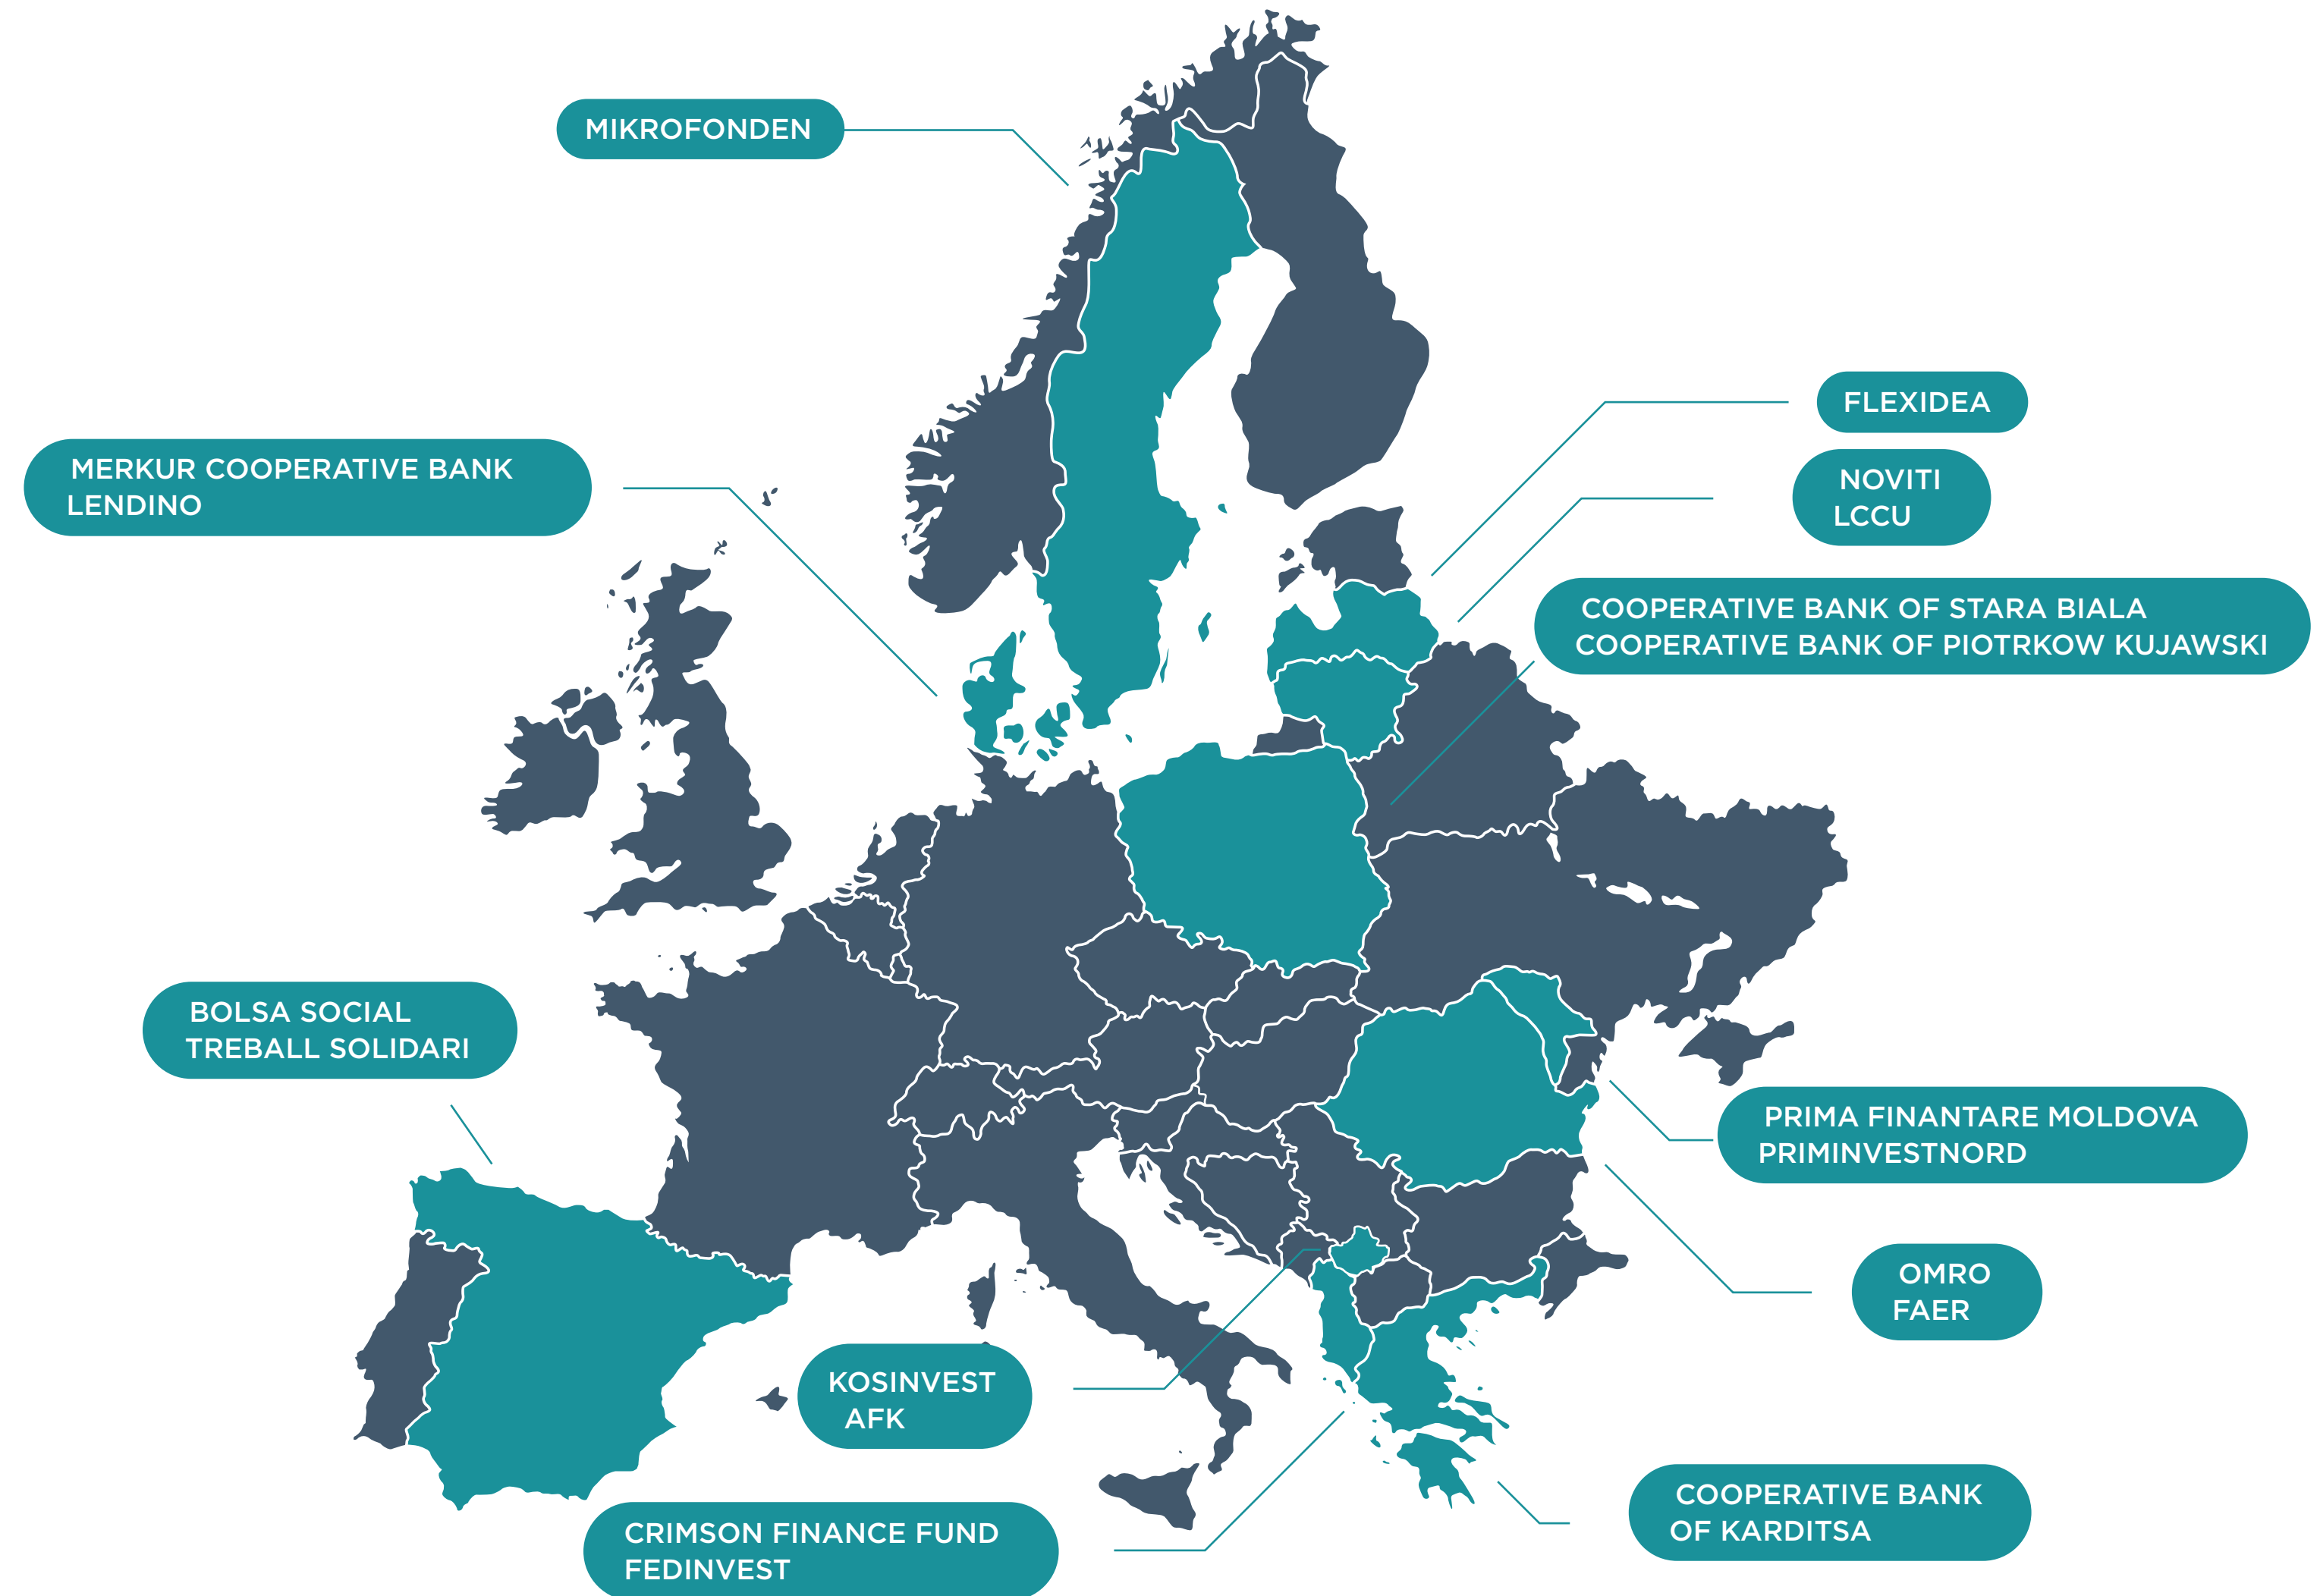 MIKROFONDEN
FLEXIDEA
MERKUR COOPERATIVE BANK
LENDINO
NOVITI
LCCU
COOPERATIVE BANK OF STARA BIALA
COOPERATIVE BANK OF PIOTRKOW KUJAWSKI
BOLSA SOCIAL
TREBALL SOLIDARI
PRIMA FINANTARE MOLDOVA
PRIMINVESTNORD
OMRO
FAER
KOSINVEST
AFK
COOPERATIVE BANK
OF KARDITSA
CRIMSON FINANCE FUND
FEDINVEST